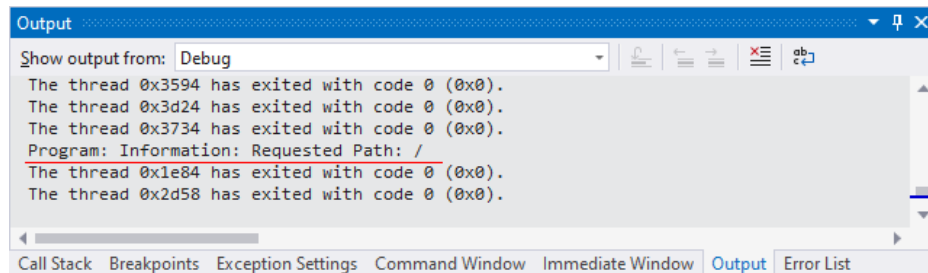 Output
Show output from: Debug
The thread 0x3594 has exited with code 0 (0x0).
The thread 0x3d24 has exited with code 0 (0x0).
The thread 0x3734 has exited with code 0 (0x0).
Program: Information: Requested Path: /
The thread 0x1e84 has exited with code 0 (0x0).
The thread 0x2d58 has exited with code 0 (0x0).
Call Stack Breakpoints Exception Settings Command Window Immediate Window Output Error List